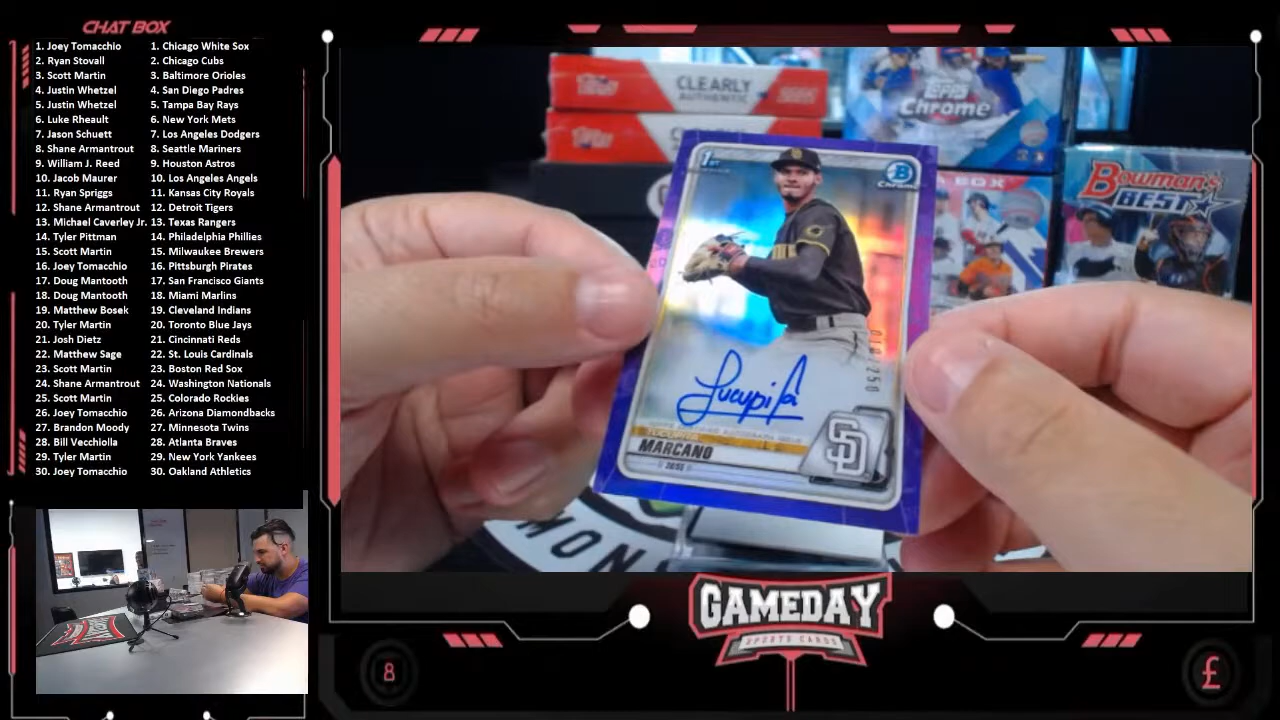 CHAT BOX
1. Joey Tomacchio 1. Chicago White Sox
2. Ryan Stovall 2. Chicago Cubs
3. Scott Martin 3. Baltimore Orioles
4. Justin Whetzel 4. San Diego Padres
5. Justin Whetzel 5. Tampa Bay Rays
6. Luke Rheault 6. New York Mets
7. Jason Schuett 7. Los Angeles Dodgers
8. Shane Armantrout 8. Seattle Mariners
9. William J. Reed 9. Houston Astros
10. Jacob Maurer 10. Los Angeles Angels
11. Ryan Spriggs 11. Kansas City Royals
12. Shane Armantrout 12. Detroit Tigers
13. Michael Caverley Jr. 13. Texas Rangers
14. Tyler Pittman 14. Philadelphia Phillies
15. Scott Martin 15. Milwaukee Brewers
16. Joey Tomacchio 16. Pittsburgh Pirates
17. Doug Mantooth 17. San Francisco Giants
18. Doug Mantooth 18. Miami Marlins
19. Matthew Bosek 19. Cleveland Indians
20. Tyler Martin 20. Toronto Blue Jays
21. Josh Dietz 21. Cincinnati Reds
22. Matthew Sage 22. St. Louis Cardinals
23. Scott Martin 23. Boston Red Sox
24. Shane Armantrout 24. Washington Nationals
25. Scott Martin 25. Colorado Rockies
26. Joey Tomacchio 26. Arizona Diamondbacks
27. Brandon Moody 27. Minnesota Twins
28. Bill Vecchiolla 28. Atlanta Braves
29. Tyler Martin 29. New York Yankees
30. Joey Tomacchio 30. Oakland Athletics
CLEARLY
AUTHENTIC
TOPPS
Chrome
BOWMAN'S
BEST
1ST
B
CHROME
Tucupita
TUCUPITA
MARCANO
SD
MON
GAMEDAY
SPORTS CARDS
8
£